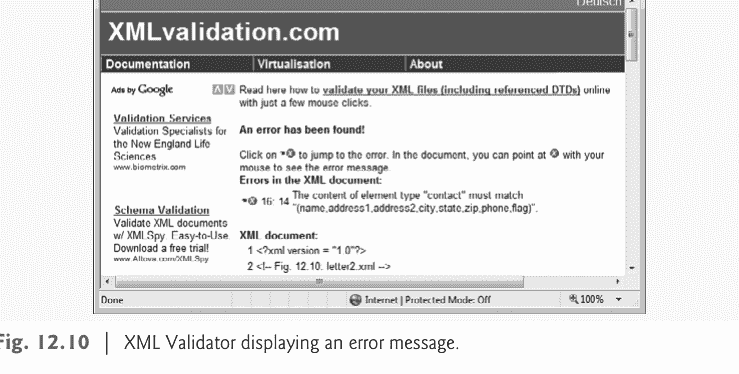 Deutsch
XMLvalidation.com
Documentation
Virtualisation
About
Ads by Google
Read here how to validate your XML files (including referenced DTDs) online
with just a few mouse clicks.
Validation Services
Validation Specialists for
the New England Life
Sciences
www.biometrix.com
An error has been found!
Click on to jump to the error. In the document, you can point at with your
mouse to see the error message
Errors in the XML document:
16: 14 The content of element type "contact" must match
"(name,address1,address2,city,state,zip,phone,flag)".
Schema Validation
Validate XML documents
w/ XMLSpy. Easy-to-Use.
Download a free trial!
www.Altova.com/XMLSpy
XML document:
1 <?xml version = "1.0"?>
2 <!-- Fig. 12.10. letter2.xml -->
Done
Internet | Protected Mode: Off
100%
Fig. 12.10 | XML Validator displaying an error message.